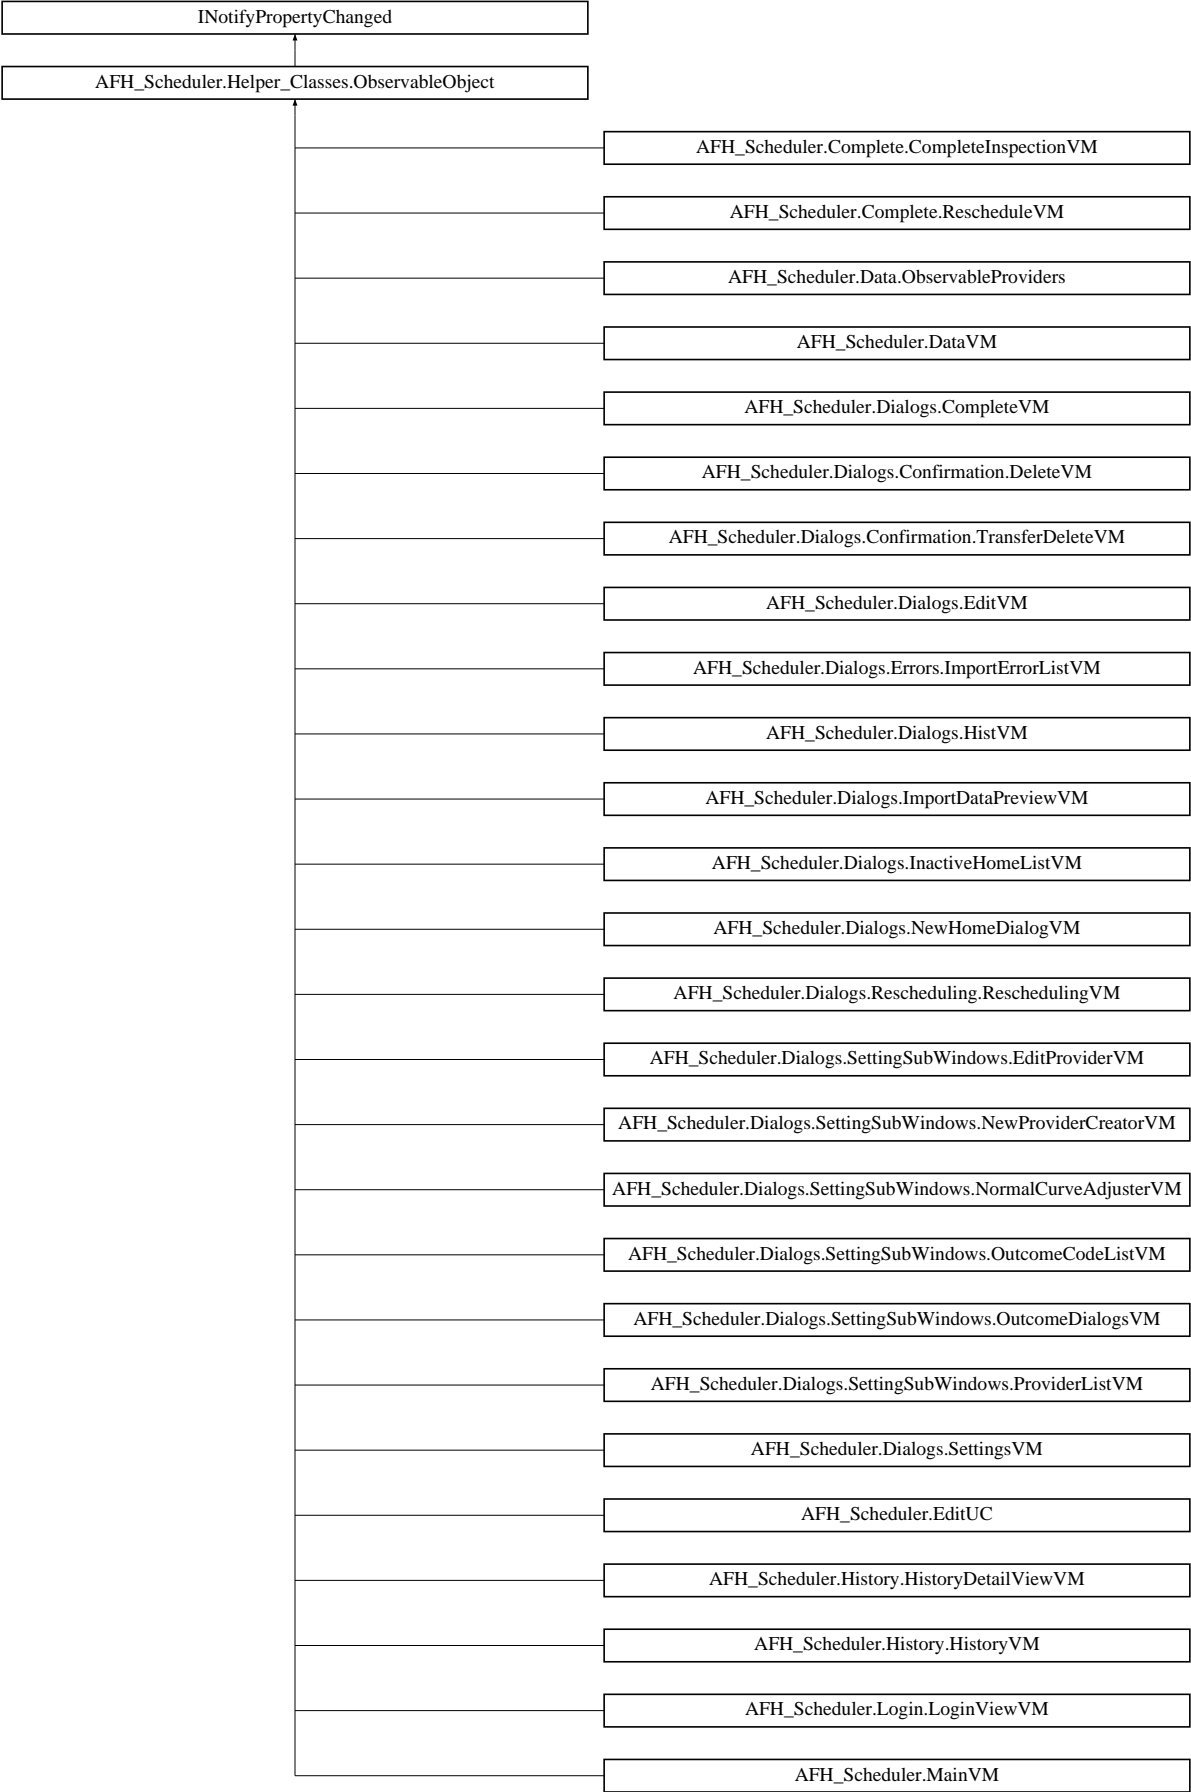 INotifyPropertyChanged
AFH_Scheduler.Helper_Classes.ObservableObject
AFH_Scheduler.Complete.CompleteInspectionVM
AFH_Scheduler.Complete.RescheduleVM
AFH_Scheduler.Data.ObservableProviders
AFH_Scheduler.DataVM
AFH_Scheduler.Dialogs.CompleteVM
AFH_Scheduler.Dialogs.Confirmation.DeleteVM
AFH_Scheduler.Dialogs.Confirmation.TransferDeleteVM
AFH_Scheduler.Dialogs.EditVM
AFH_Scheduler.Dialogs.Errors.ImportErrorListVM
AFH_Scheduler.Dialogs.HistVM
AFH_Scheduler.Dialogs.ImportDataPreviewVM
AFH_Scheduler.Dialogs.InactiveHomeListVM
AFH_Scheduler.Dialogs.NewHomeDialogVM
AFH_Scheduler.Dialogs.Rescheduling.ReschedulingVM
AFH_Scheduler.Dialogs.SettingSubWindows.EditProviderVM
AFH_Scheduler.Dialogs.SettingSubWindows.NewProviderCreatorVM
AFH_Scheduler.Dialogs.SettingSubWindows.NormalCurveAdjusterVM
AFH_Scheduler.Dialogs.SettingSubWindows.OutcomeCodeListVM
AFH_Scheduler.Dialogs.SettingSubWindows.OutcomeDialogsVM
AFH_Scheduler.Dialogs.SettingSubWindows.ProviderListVM
AFH_Scheduler.Dialogs.SettingsVM
AFH_Scheduler.EditUC
AFH_Scheduler.History.HistoryDetailViewVM
AFH_Scheduler.History.HistoryVM
AFH_Scheduler.Login.LoginViewVM
AFH_Scheduler.MainVM